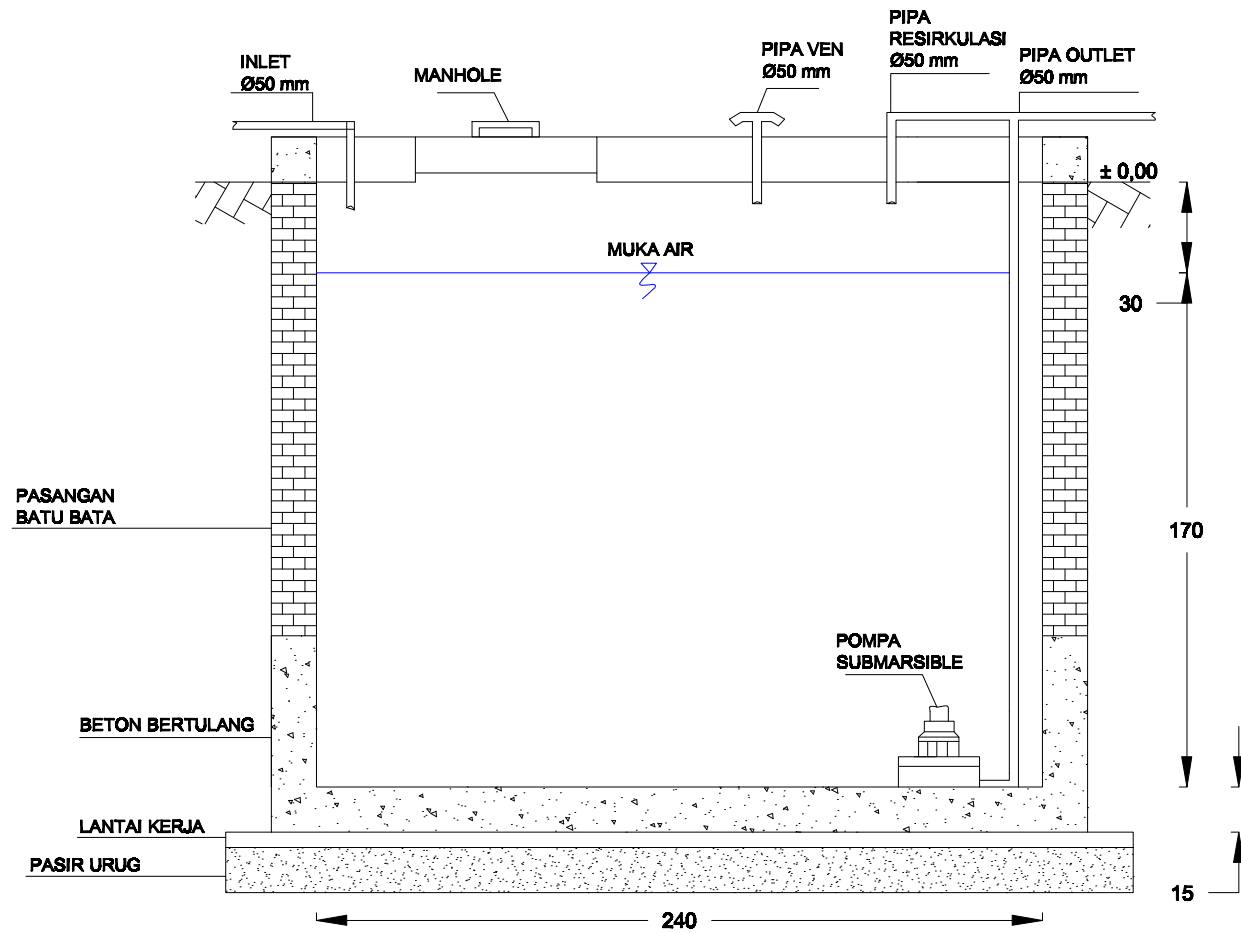 PIPA
RESIRKULASI
Ø50 mm
INLET
Ø50 mm
MANHOLE
PIPA VEN
Ø50 mm
PIPA OUTLET
Ø50 mm
± 0,00
MUKA AIR
30
PASANGAN
BATU BATA
170
POMPA
SUBMARSIBLE
BETON BERTULANG
LANTAI KERJA
PASIR URUG
15
240